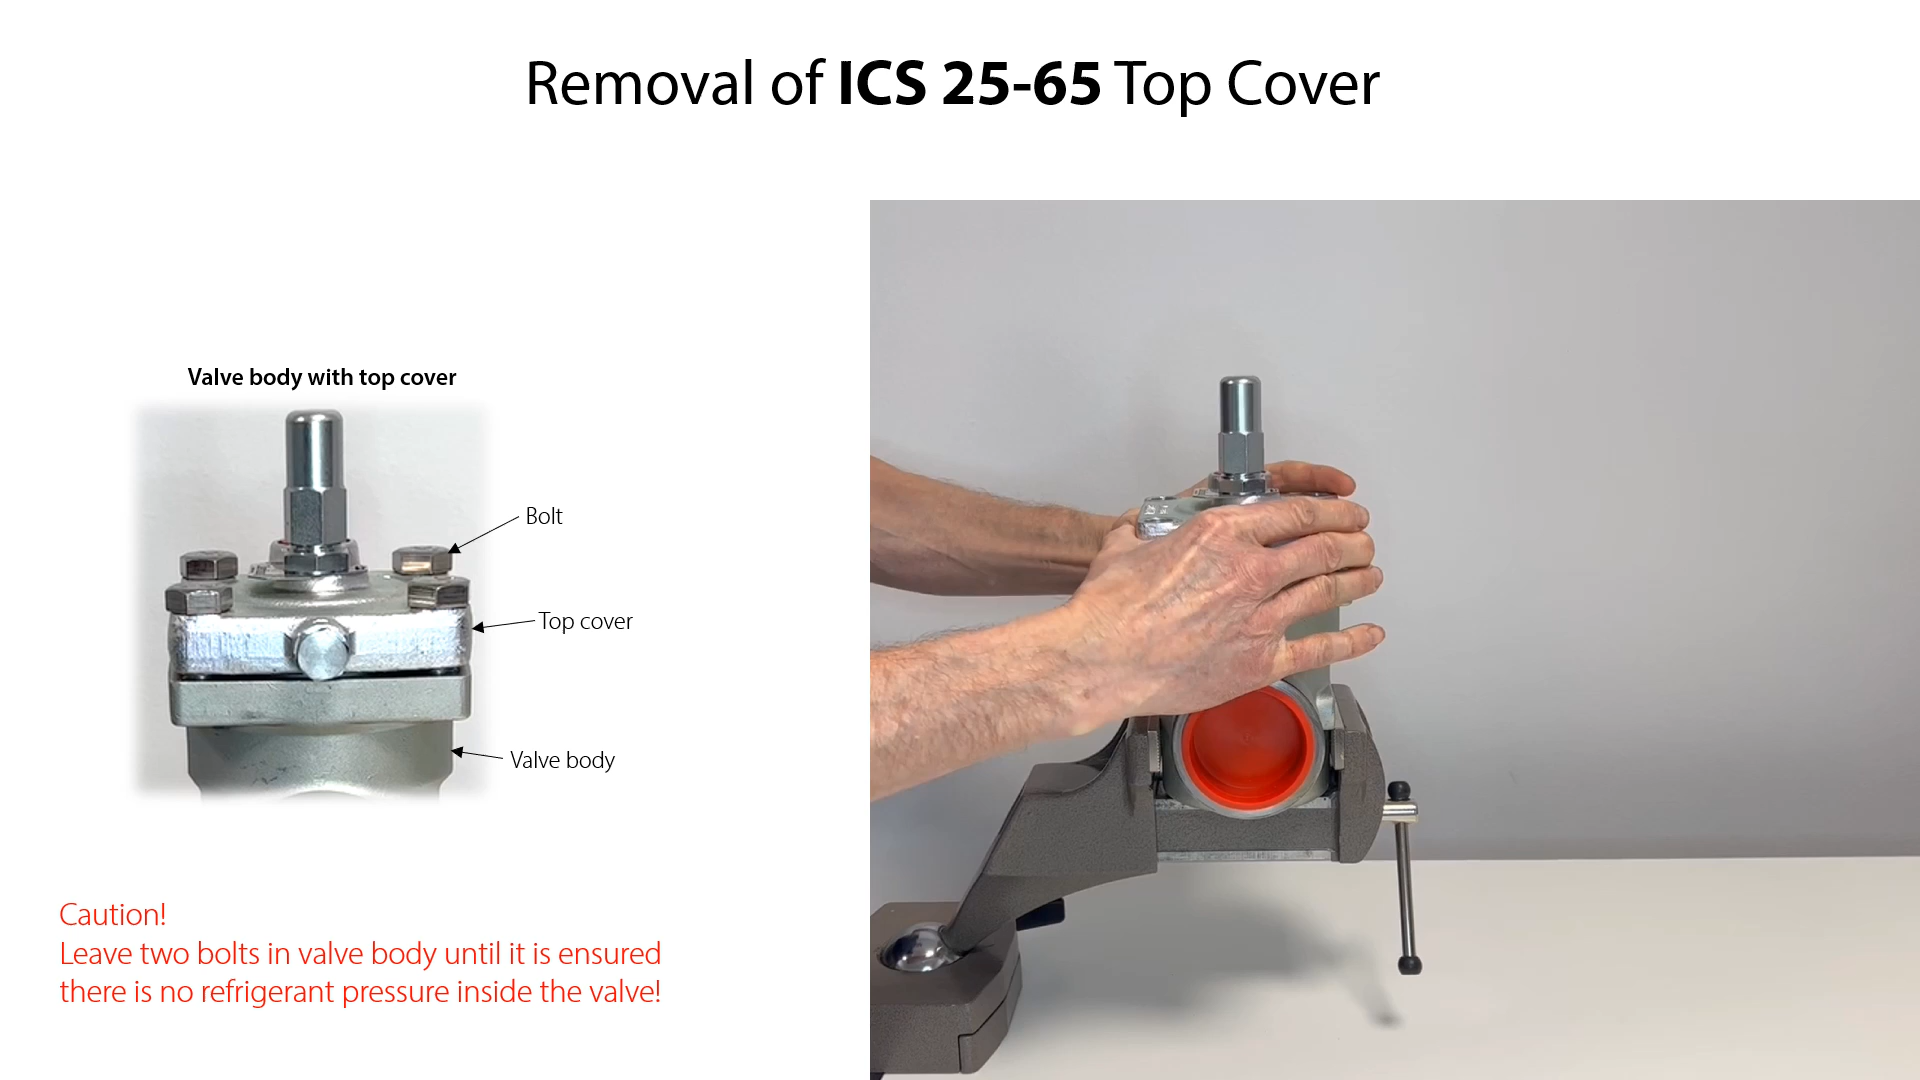 Removal of ICS 25-65 Top Cover
Valve body with top cover
Bolt
Top cover
Valve body
Caution!
Leave two bolts in valve body until it is ensured
there is no refrigerant pressure inside the valve!